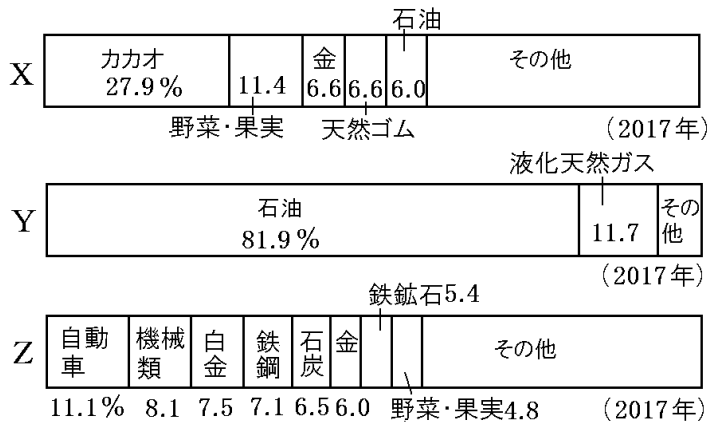 石油
X
カカオ
27.9%
11.4
金
6.6
6.6
6.0
その他
野菜・果実
天然ゴム
(2017年)
液化天然ガス
Y
石油
81.9%
11.7
その他
(2017年)
鉄鉱石5.4
Z
自動車
機械類
白金
鉄鋼
石炭
金
その他
11.1% 8.1 7.5 7.1 6.5 6.0 野菜・果実4.8 (2017年)